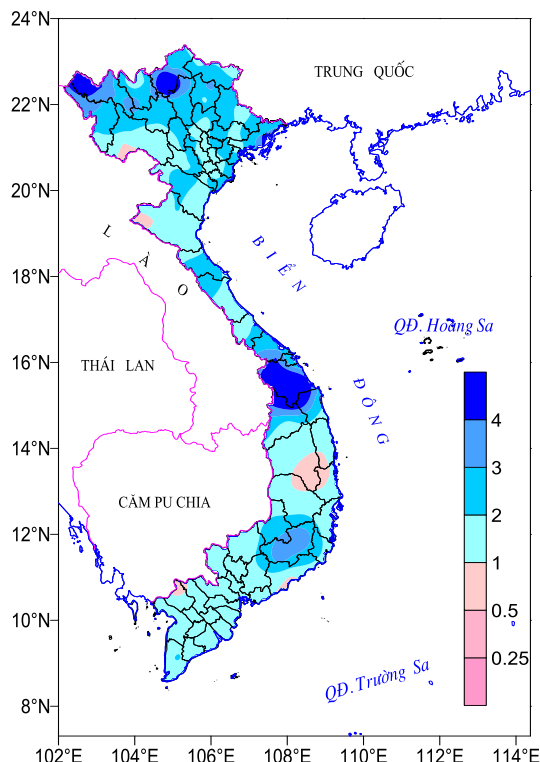 24°N
TRUNG QUỐC
22°N
20°N
LÀO
BIỂN
18°N
QĐ. Hoàng Sa
16°N
THÁI LAN
ĐÔNG
4
3
14°N
CĂM PU CHIA
2
12°N
1
10°N
0.5
0.25
QĐ. Trường Sa
8°N
102°E 104°E 106°E 108°E 110°E 112°E 114°E